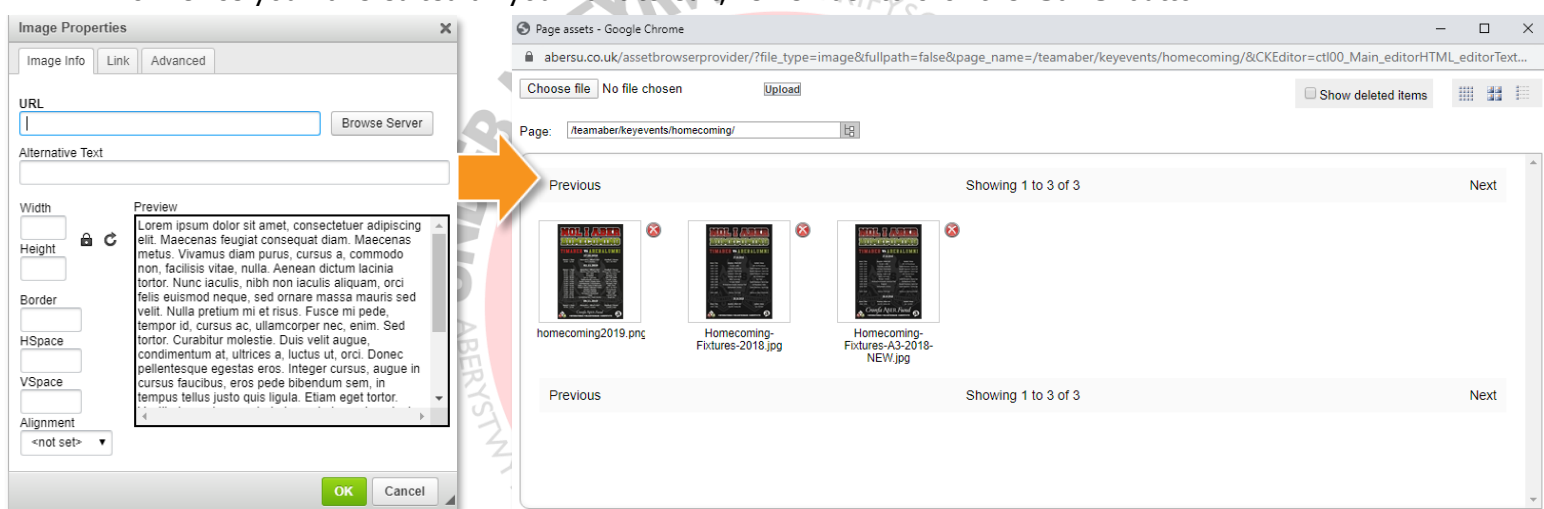 Image Properties
Image Info Link Advanced
URL
Browse Server
Alternative Text
Width
Height
Border
HSpace
VSpace
Alignment
<not set>
Preview
Lorem ipsum dolor sit amet, consectetuer adipiscing
elit. Maecenas feugiat consequat diam. Maecenas
metus. Vivamus diam purus, cursus a, commodo
non, facilisis vitae, nulla. Aenean dictum lacinia
tortor. Nunc iaculis, nibh non iaculis aliquam, orci
felis euismod neque, sed ornare massa mauris sed
velit. Nulla pretium mi et risus. Fusce mi pede,
tempor id, cursus ac, ullamcorper nec, enim. Sed
tortor. Curabitur molestie. Duis velit augue,
condimentum at, ultrices a, luctus ut, orci. Donec
pellentesque egestas eros. Integer cursus, augue in
cursus faucibus, eros pede bibendum sem, in
tempus tellus justo quis ligula. Etiam eget tortor.
OK Cancel
Page assets - Google Chrome
abersu.co.uk/assetbrowserprovider/?file_type=image&fullpath=false&page_name=/teamaber/keyevents/homecoming/&CKEditor=ctl00_Main_editorHTML_editorText...
Choose file No file chosen Upload
Show deleted items
Page: /teamaber/keyevents/homecoming/
Previous Showing 1 to 3 of 3 Next
MOL I ABER
HOMECOMING
MOL I ABER
HOMECOMING
MOL I ABER
HOMECOMING
homecoming2019.png
Homecoming-
Fixtures-2018.jpg
Homecoming-
Fixtures-A3-2018-
NEW.jpg
Previous Showing 1 to 3 of 3 Next